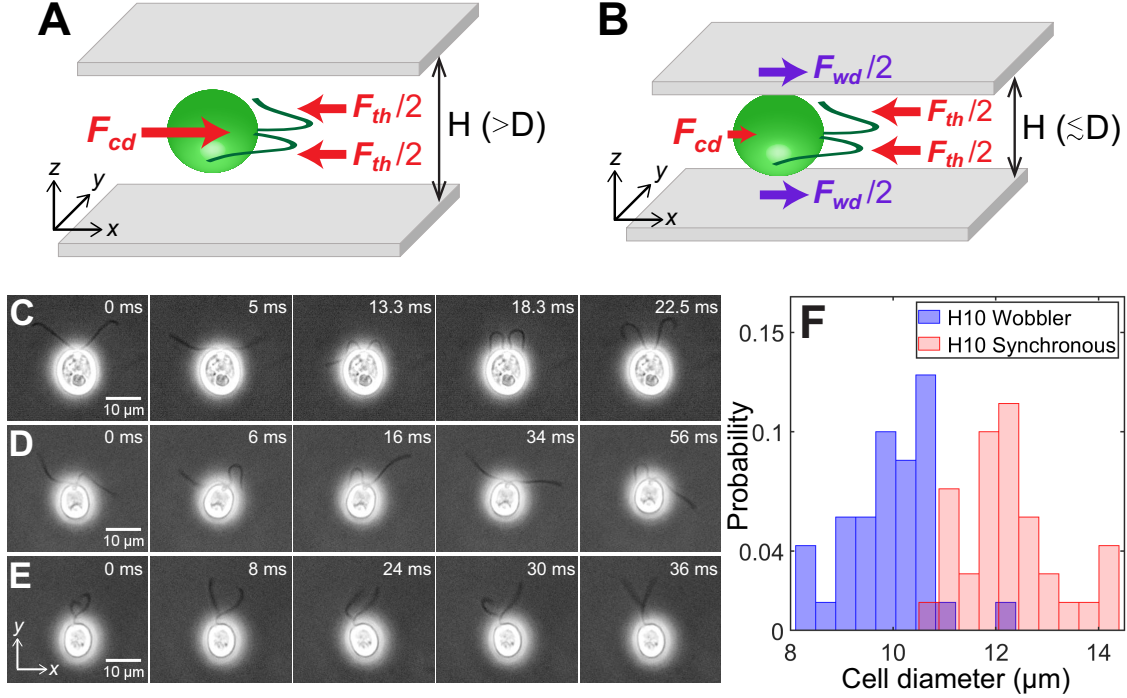 A
F_th/2
F_cd
H (>D)
F_th/2
z
y
x
B
F_wd/2
F_th/2
F_cd
H (≲D)
F_th/2
F_wd/2
z
y
x
C
0 ms
5 ms
13.3 ms
18.3 ms
22.5 ms
10 µm
D
0 ms
6 ms
16 ms
34 ms
56 ms
10 µm
E
0 ms
8 ms
24 ms
30 ms
36 ms
y
x
10 µm
F
H10 Wobbler
H10 Synchronous
0.15
0.1
0.04
0
Probability
8
10
12
14
Cell diameter (µm)